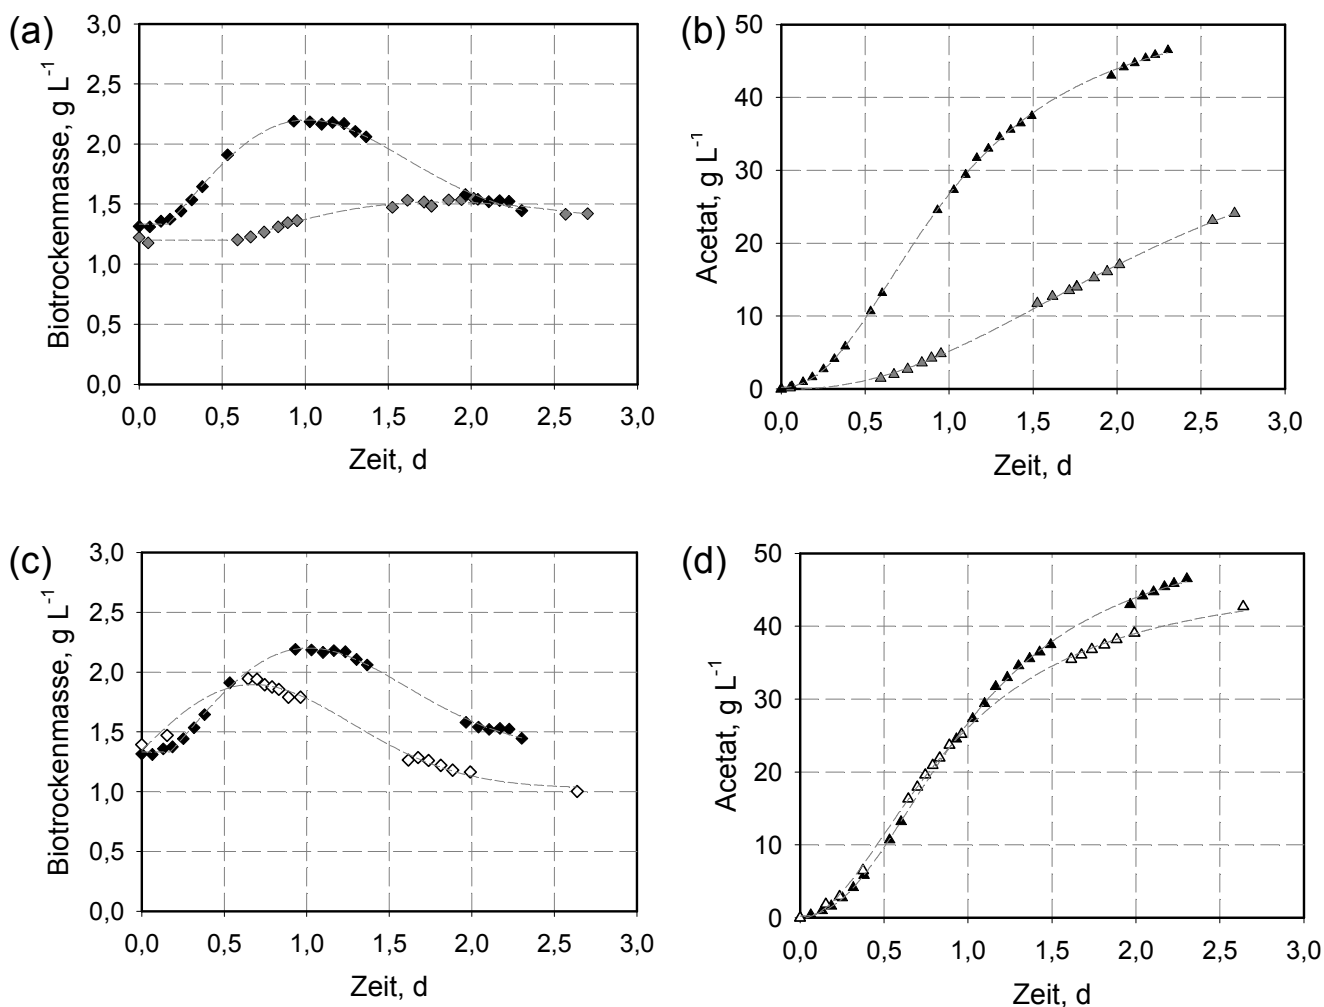 (a)
Biotrockenmasse, g L⁻¹
3,0
2,5
2,0
1,5
1,0
0,5
0,0
0,0 0,5 1,0 1,5 2,0 2,5 3,0
Zeit, d
(b)
Acetat, g L⁻¹
50
40
30
20
10
0
0,0 0,5 1,0 1,5 2,0 2,5 3,0
Zeit, d
(c)
Biotrockenmasse, g L⁻¹
3,0
2,5
2,0
1,5
1,0
0,5
0,0
0,0 0,5 1,0 1,5 2,0 2,5 3,0
Zeit, d
(d)
Acetat, g L⁻¹
50
40
30
20
10
0
0,0 0,5 1,0 1,5 2,0 2,5 3,0
Zeit, d